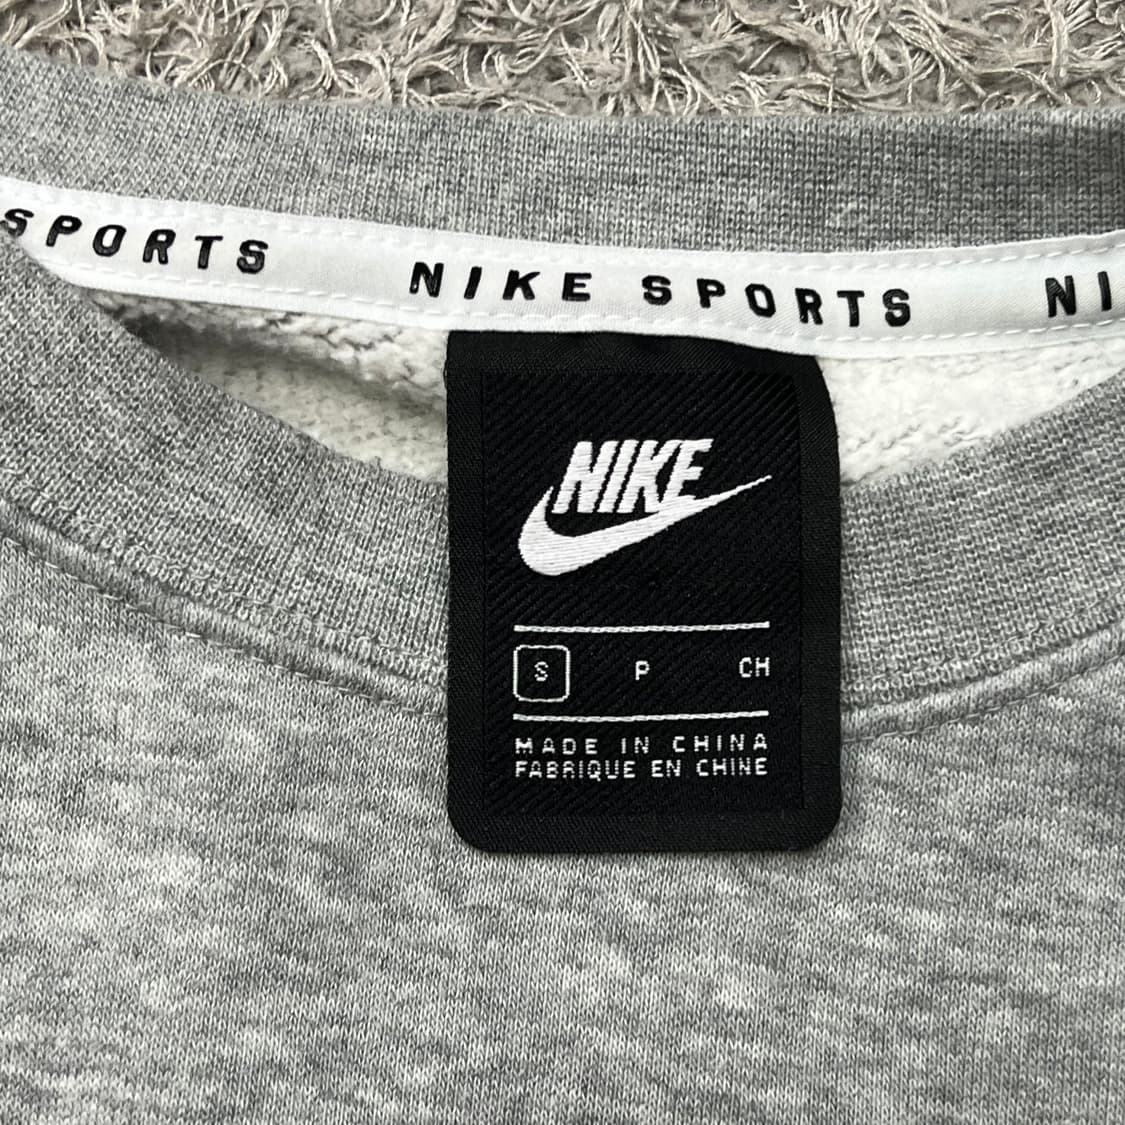 SPORTS NIKE SPORTS NI
NIKE
S P CH
MADE IN CHINA
FABRIQUE EN CHINE